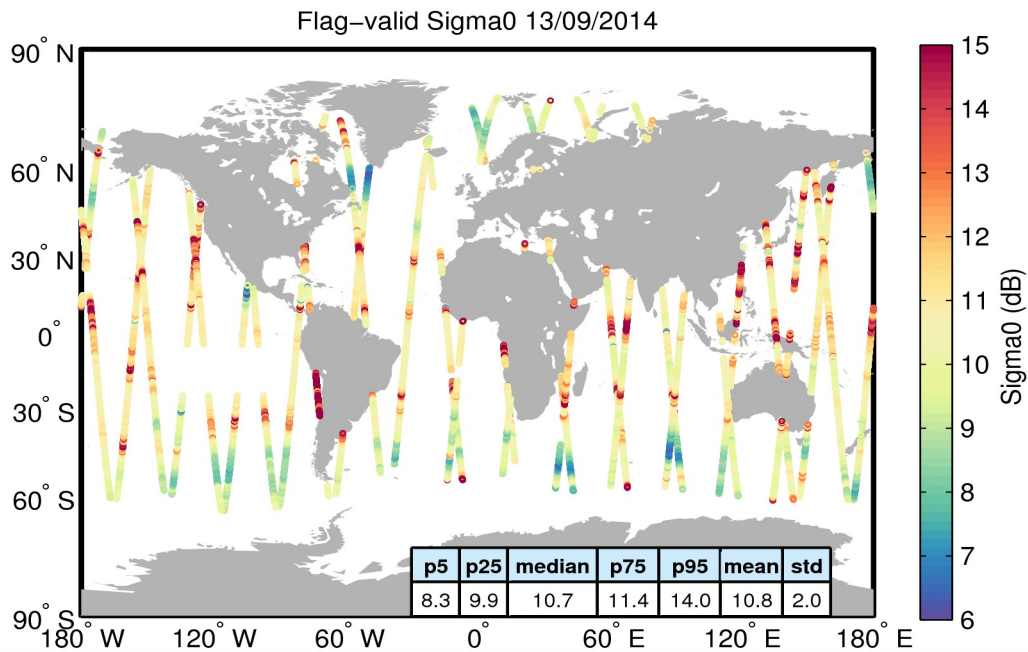 Flag−valid Sigma0 13/09/2014
90° N
60° N
30° N
0°
30° S
60° S
90° S
180° W
120° W
60° W
0°
60° E
120° E
180° E
p5 p25 median p75 p95 mean std
8.3 9.9 10.7 11.4 14.0 10.8 2.0
15
14
13
12
11
10
9
8
7
6
Sigma0 (dB)